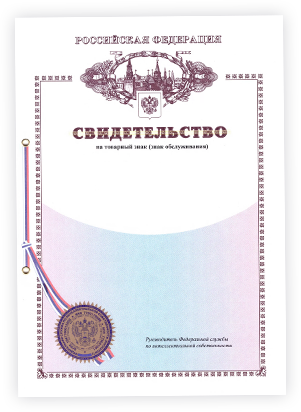 РОССИЙСКАЯ ФЕДЕРАЦИЯ
СВИДЕТЕЛЬСТВО
на товарный знак (знак обслуживания)
Руководитель Федеральной службы
по интеллектуальной собственности